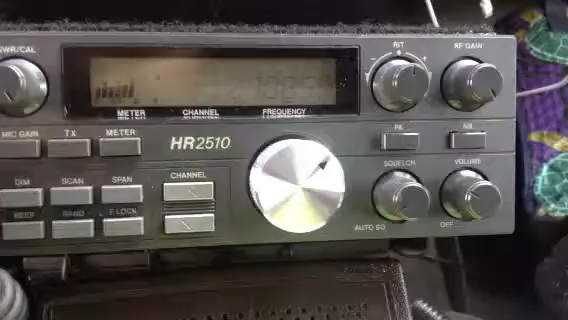 SWR/CAL
RIT
RF GAIN
METER CHANNEL FREQUENCY
MIC GAIN TX METER
HR2510
PA NB
CHANNEL
SQUELCH VOLUME
DIM SCAN SPAN
BEEP BAND F.LOCK
AUTO SQ OFF